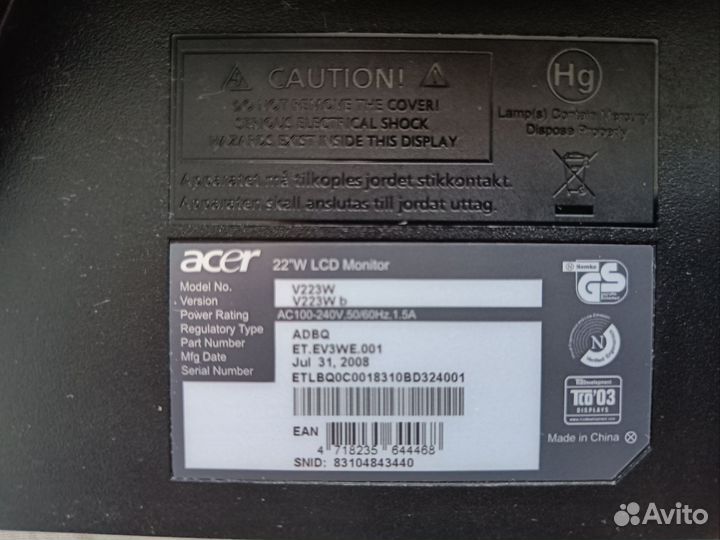 CAUTION!
DO NOT REMOVE THE COVER!
SERIOUS ELECTRICAL SHOCK
HAZARDS EXIST INSIDE THIS DISPLAY
Hg
Lamp(s) Contain Mercury
Dispose Properly
Apparatet må tilkoples jordet stikkontakt.
Apparaten skall anslutas till jordat uttag.
acer 22"W LCD Monitor
Model No. V223W
Version V223W b
Power Rating AC100-240V,50/60Hz,1.5A
Regulatory Type ADBQ
Part Number ET.EV3WE.001
Mfg Date Jul 31, 2008
Serial Number ETLBQ0C0018310BD324001
EAN
4 718235 644468
SNID: 83104843440
N Nemko
GS
N
TCO'03
DISPLAYS
Made in China
Avito